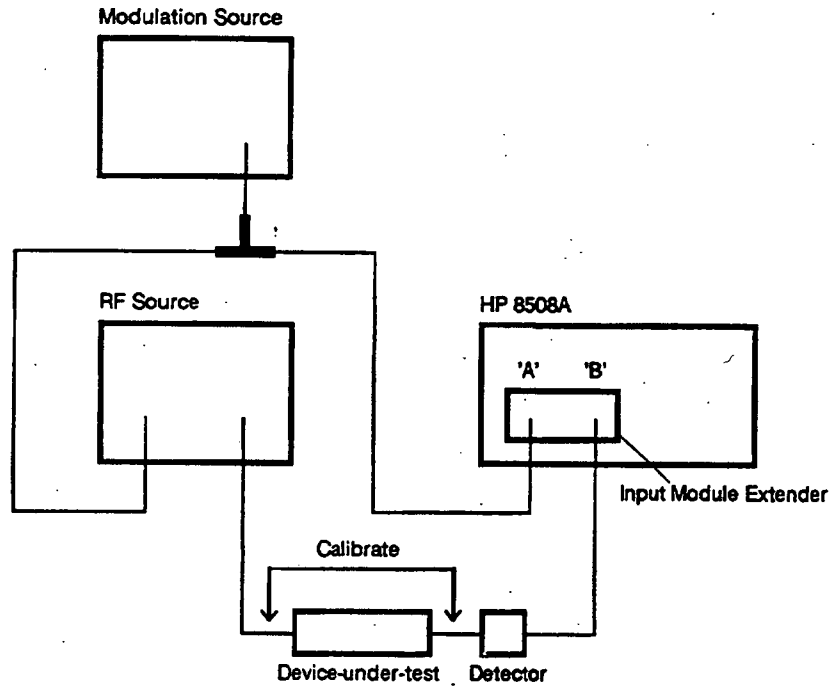 Modulation Source
RF Source
HP 8508A
'A' 'B'
Input Module Extender
Calibrate
Device-under-test Detector